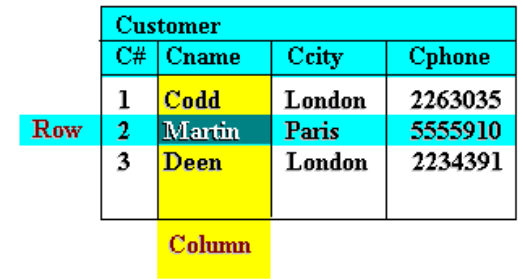 Customer
C# Cname Ccity Cphone
1 Codd London 2263035
Row 2 Martin Paris 5555910
3 Deen London 2234391
Column